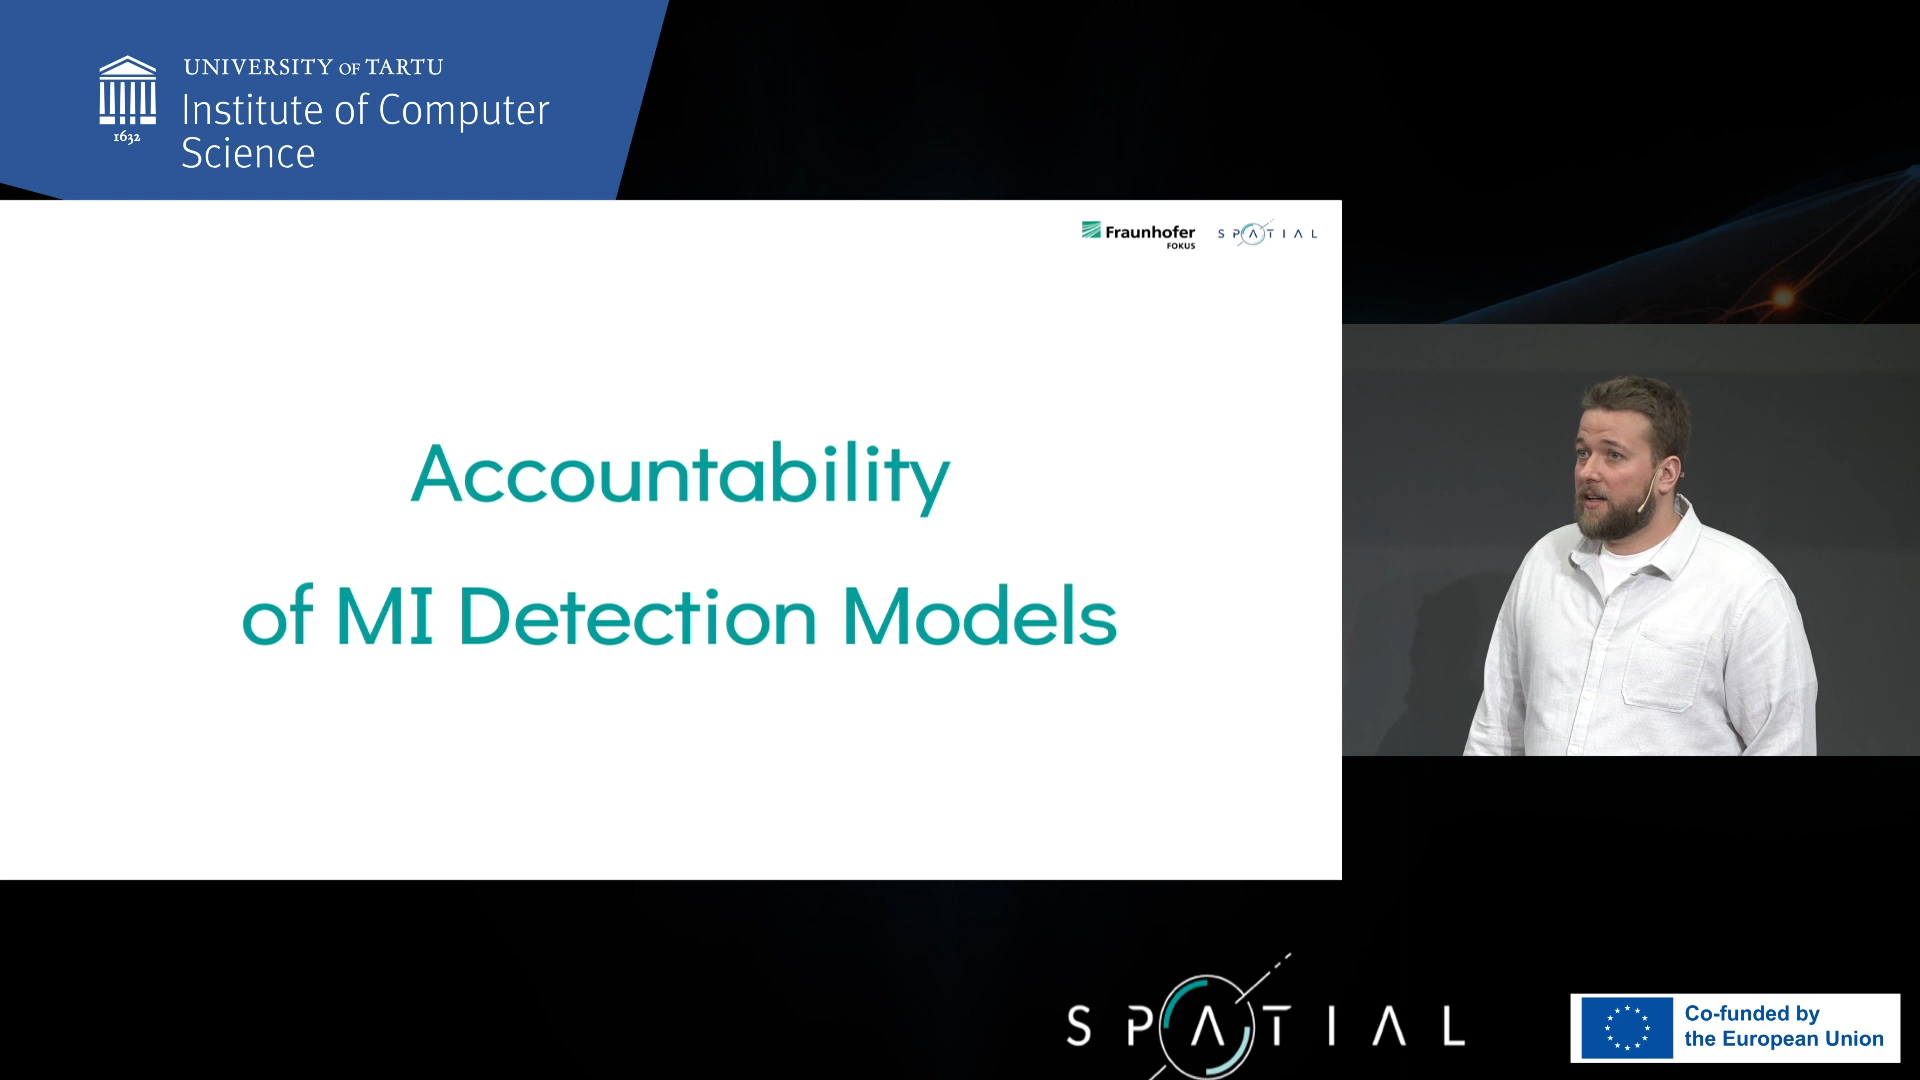 UNIVERSITY OF TARTU
Institute of Computer
Science
1632
Fraunhofer
FOKUS
SPATIAL
Accountability
of MI Detection Models
SPATIAL
Co-funded by
the European Union